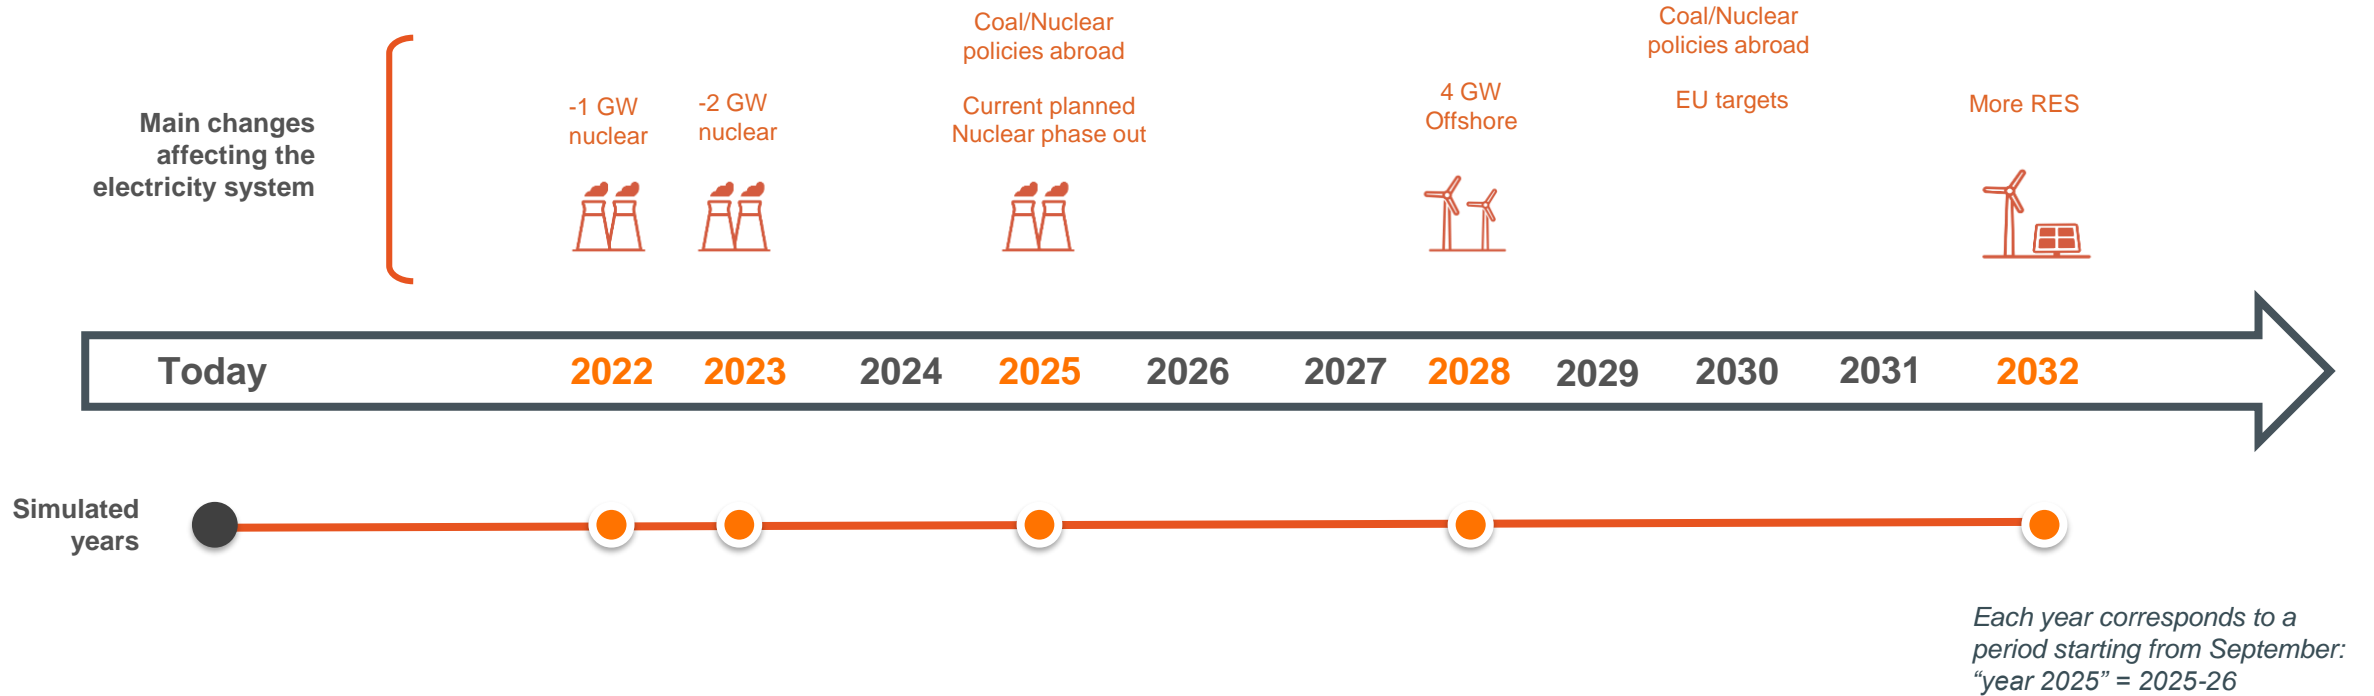 Main changes
affecting the
electricity system
-1 GW
nuclear
-2 GW
nuclear
Coal/Nuclear
policies abroad
Current planned
Nuclear phase out
4 GW
Offshore
Coal/Nuclear
policies abroad
EU targets
More RES
Today 2022 2023 2024 2025 2026 2027 2028 2029 2030 2031 2032
Simulated
years
Each year corresponds to a
period starting from September:
“year 2025” = 2025-26